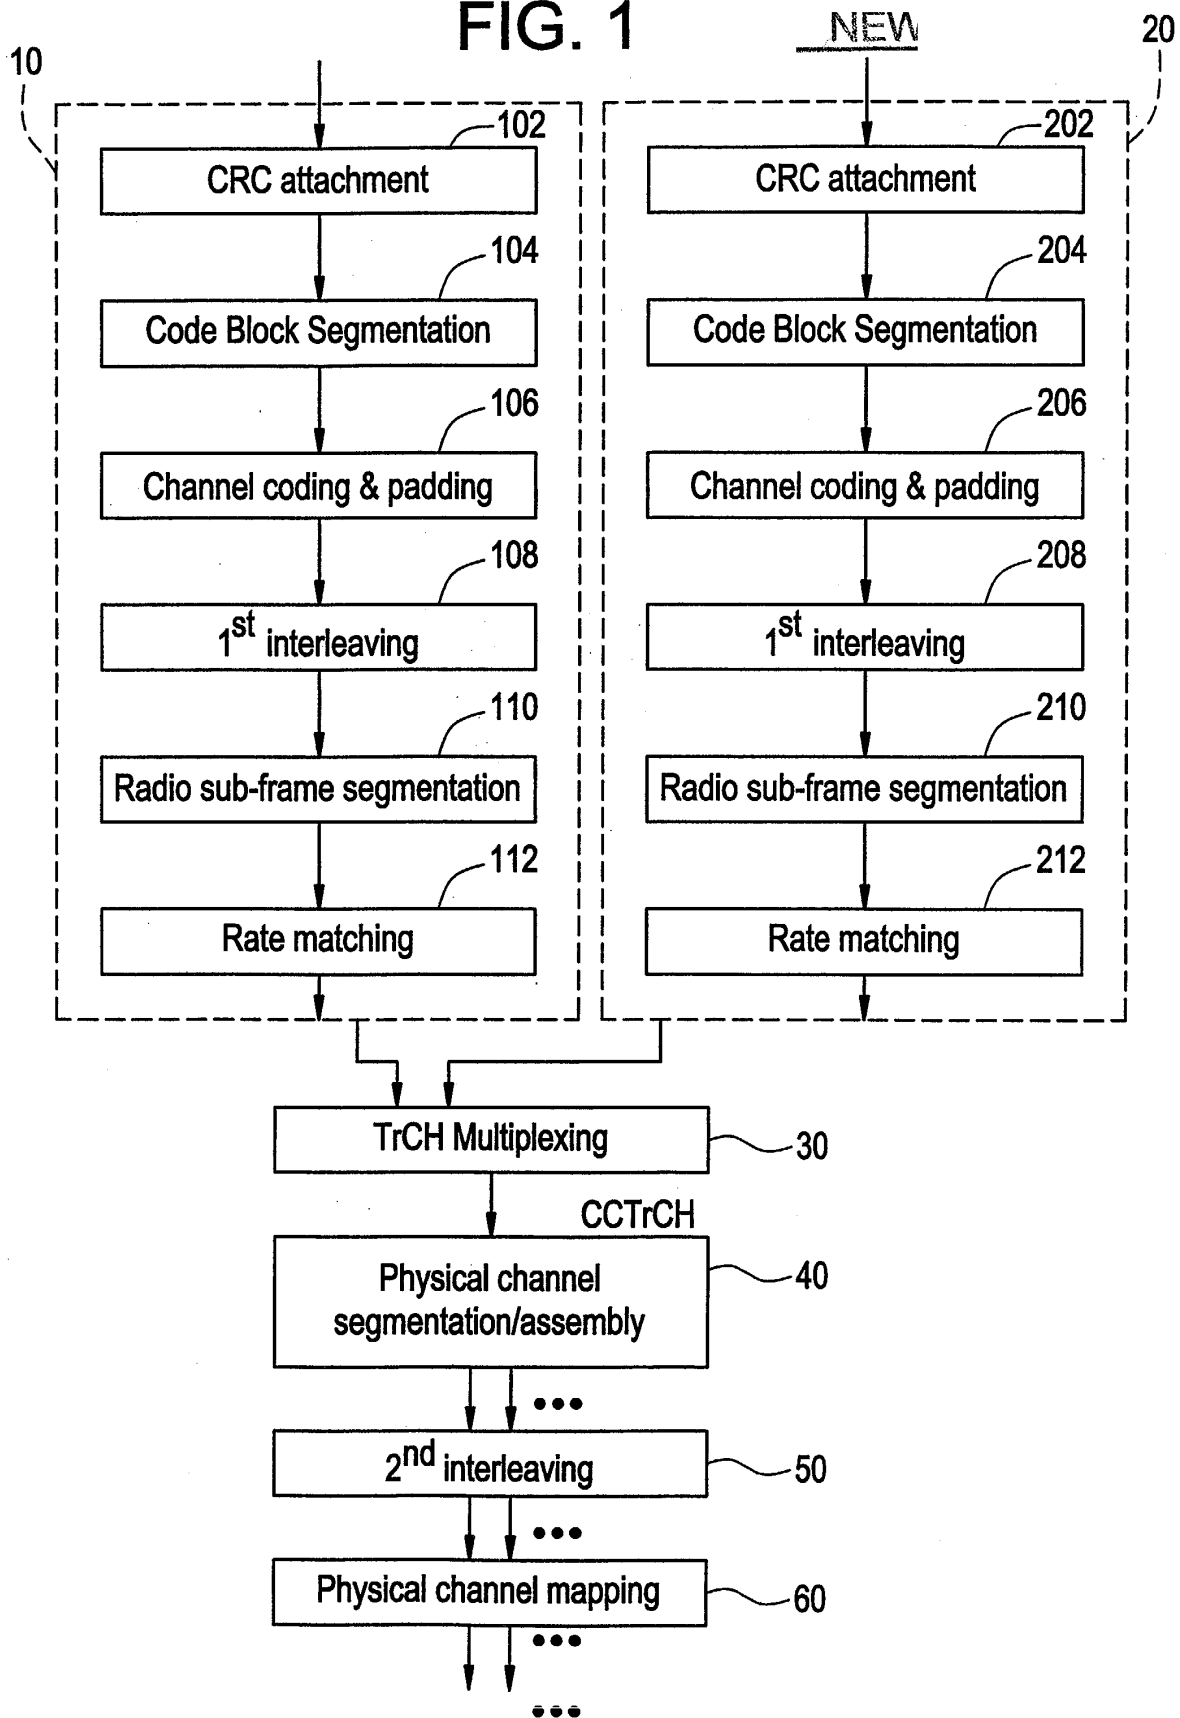 FIG. 1
NEW
10
20
102
CRC attachment
104
Code Block Segmentation
106
Channel coding & padding
108
1st interleaving
110
Radio sub-frame segmentation
112
Rate matching
202
CRC attachment
204
Code Block Segmentation
206
Channel coding & padding
208
1st interleaving
210
Radio sub-frame segmentation
212
Rate matching
TrCH Multiplexing
30
CCTrCH
Physical channel
segmentation/assembly
40
•••
2nd interleaving
50
•••
Physical channel mapping
60
•••
•••